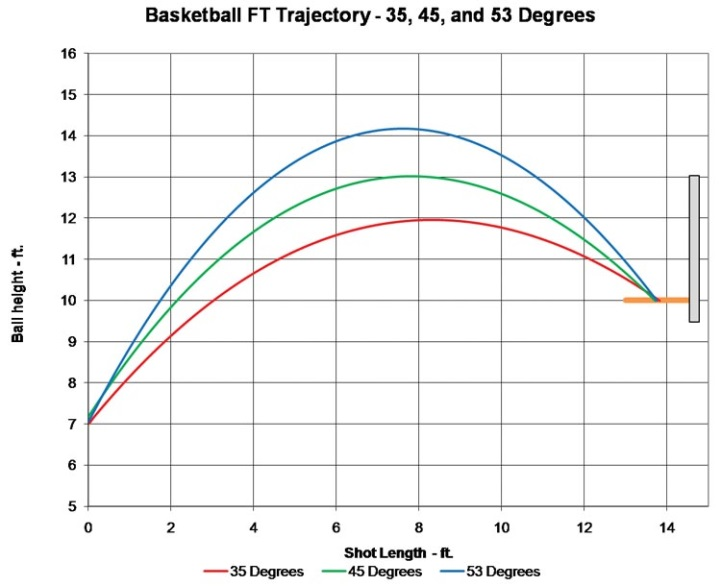 Basketball FT Trajectory - 35, 45, and 53 Degrees
16
15
14
13
12
11
10
9
8
7
6
5
Ball height - ft.
0 2 4 6 8 10 12 14
Shot Length - ft.
35 Degrees 45 Degrees 53 Degrees